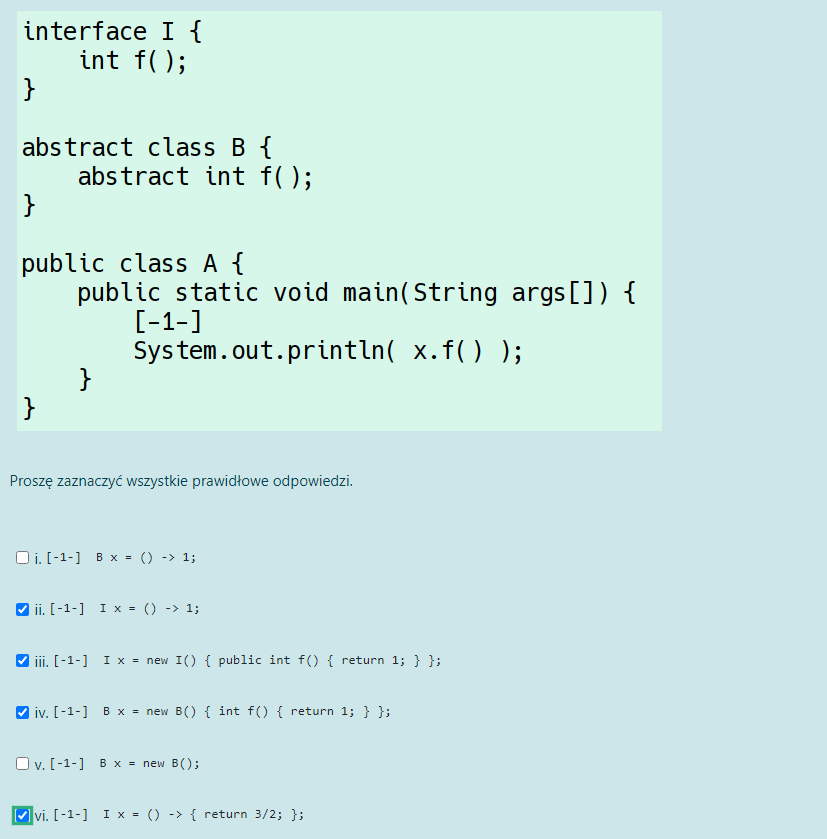 interface I {
    int f();
}
abstract class B {
    abstract int f();
}
public class A {
    public static void main(String args[]) {
        [-1-]
        System.out.println( x.f() );
    }
}
Proszę zaznaczyć wszystkie prawidłowe odpowiedzi.
i. [-1-]  B x = () -> 1;
ii. [-1-]  I x = () -> 1;
iii. [-1-]  I x = new I() { public int f() { return 1; } };
iv. [-1-]  B x = new B() { int f() { return 1; } };
v. [-1-]  B x = new B();
vi. [-1-]  I x = () -> { return 3/2; };